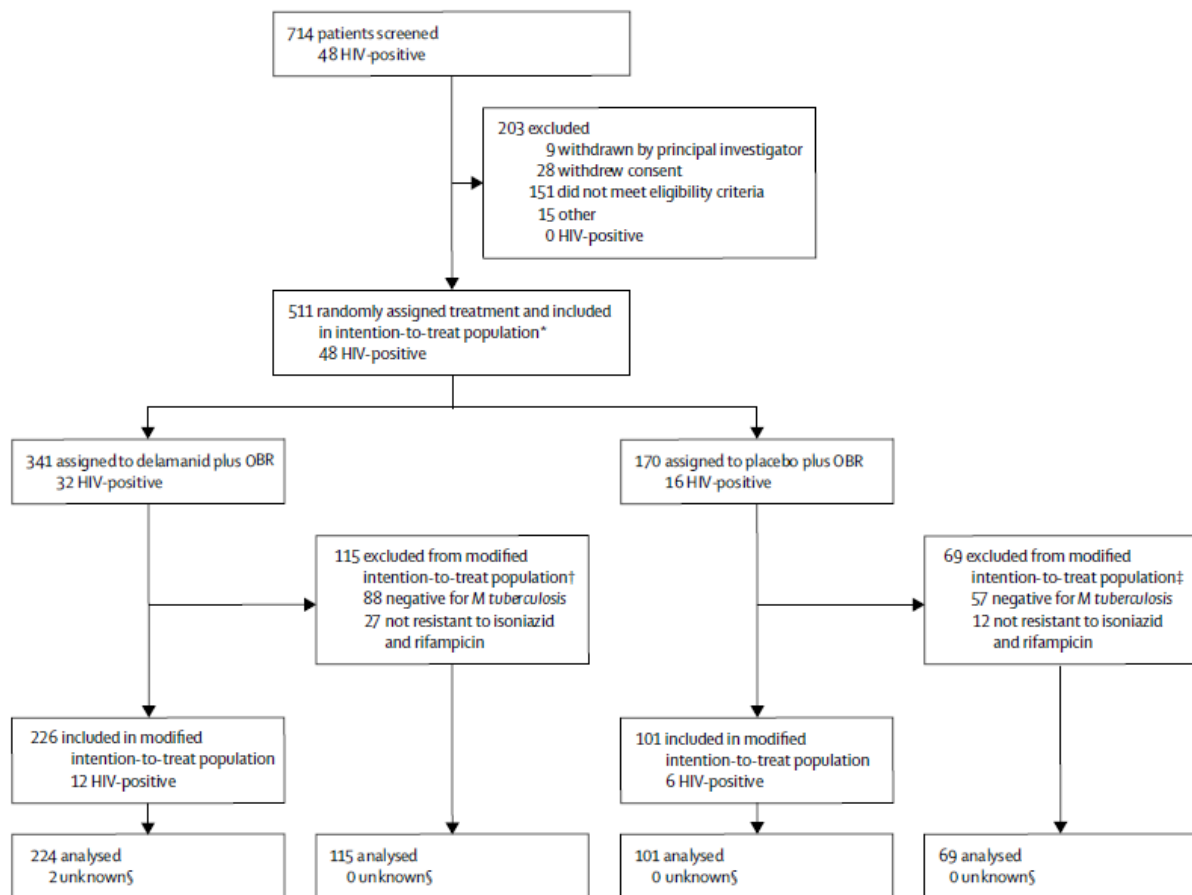 714 patients screened
48 HIV-positive
203 excluded
9 withdrawn by principal investigator
28 withdrew consent
151 did not meet eligibility criteria
15 other
0 HIV-positive
511 randomly assigned treatment and included
in intention-to-treat population*
48 HIV-positive
341 assigned to delamanid plus OBR
32 HIV-positive
170 assigned to placebo plus OBR
16 HIV-positive
115 excluded from modified
intention-to-treat population†
88 negative for M tuberculosis
27 not resistant to isoniazid
and rifampicin
69 excluded from modified
intention-to-treat population‡
57 negative for M tuberculosis
12 not resistant to isoniazid
and rifampicin
226 included in modified
intention-to-treat population
12 HIV-positive
101 included in modified
intention-to-treat population
6 HIV-positive
224 analysed
2 unknown§
115 analysed
0 unknown§
101 analysed
0 unknown§
69 analysed
0 unknown§